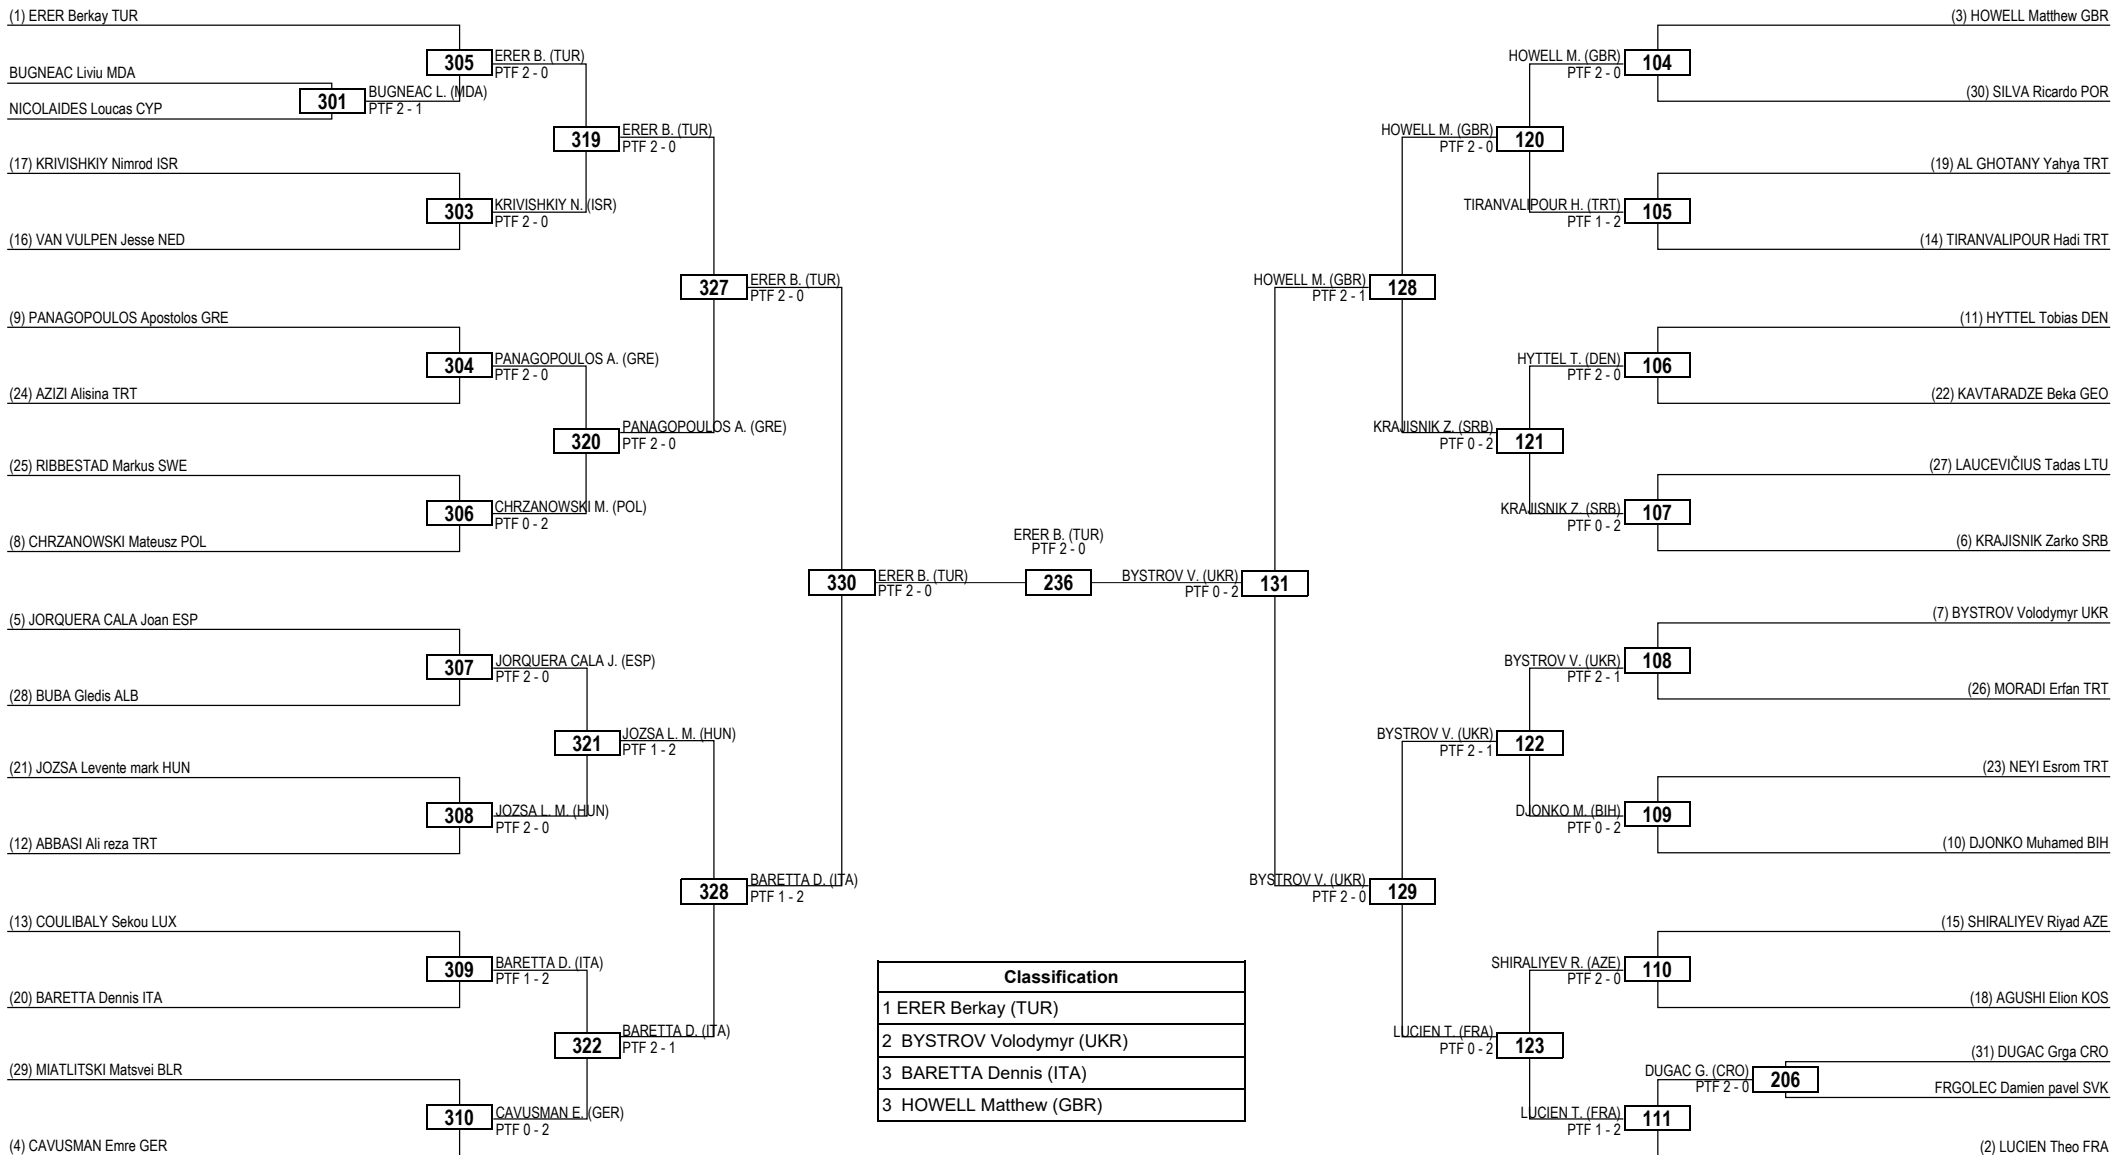 (1) ERER Berkay TUR
305
ERER B. (TUR)
PTF 2 - 0
BUGNEAC Liviu MDA
301
BUGNEAC L. (MDA)
PTF 2 - 1
NICOLAIDES Loucas CYP
319
ERER B. (TUR)
PTF 2 - 0
(17) KRIVISHKIY Nimrod ISR
303
KRIVISHKIY N. (ISR)
PTF 2 - 0
(16) VAN VULPEN Jesse NED
327
ERER B. (TUR)
PTF 2 - 0
(9) PANAGOPOULOS Apostolos GRE
304
PANAGOPOULOS A. (GRE)
PTF 2 - 0
(24) AZIZI Alisina TRT
320
PANAGOPOULOS A. (GRE)
PTF 2 - 0
(25) RIBBESTAD Markus SWE
306
CHRZANOWSKI M. (POL)
PTF 0 - 2
(8) CHRZANOWSKI Mateusz POL
330
ERER B. (TUR)
PTF 2 - 0
(5) JORQUERA CALA Joan ESP
307
JORQUERA CALA J. (ESP)
PTF 2 - 0
(28) BUBA Gledis ALB
321
JOZSA L. M. (HUN)
PTF 1 - 2
(21) JOZSA Levente mark HUN
308
JOZSA L. M. (HUN)
PTF 2 - 0
(12) ABBASI Ali reza TRT
328
BARETTA D. (ITA)
PTF 1 - 2
(13) COULIBALY Sekou LUX
309
BARETTA D. (ITA)
PTF 1 - 2
(20) BARETTA Dennis ITA
322
BARETTA D. (ITA)
PTF 2 - 1
(29) MIATLITSKI Matsvei BLR
310
CAVUSMAN E. (GER)
PTF 0 - 2
(4) CAVUSMAN Emre GER
ERER B. (TUR)
PTF 2 - 0
236
Classification
1 ERER Berkay (TUR)
2 BYSTROV Volodymyr (UKR)
3 BARETTA Dennis (ITA)
3 HOWELL Matthew (GBR)
(3) HOWELL Matthew GBR
HOWELL M. (GBR)
PTF 2 - 0
104
(30) SILVA Ricardo POR
HOWELL M. (GBR)
PTF 2 - 0
120
(19) AL GHOTANY Yahya TRT
TIRANVALIPOUR H. (TRT)
PTF 1 - 2
105
(14) TIRANVALIPOUR Hadi TRT
HOWELL M. (GBR)
PTF 2 - 1
128
(11) HYTTEL Tobias DEN
HYTTEL T. (DEN)
PTF 2 - 0
106
(22) KAVTARADZE Beka GEO
KRAJISNIK Z. (SRB)
PTF 0 - 2
121
(27) LAUCEVIČIUS Tadas LTU
KRAJISNIK Z. (SRB)
PTF 0 - 2
107
(6) KRAJISNIK Zarko SRB
BYSTROV V. (UKR)
PTF 0 - 2
131
(7) BYSTROV Volodymyr UKR
BYSTROV V. (UKR)
PTF 2 - 1
108
(26) MORADI Erfan TRT
BYSTROV V. (UKR)
PTF 2 - 1
122
(23) NEYI Esrom TRT
DJONKO M. (BIH)
PTF 0 - 2
109
(10) DJONKO Muhamed BIH
BYSTROV V. (UKR)
PTF 2 - 0
129
(15) SHIRALIYEV Riyad AZE
SHIRALIYEV R. (AZE)
PTF 2 - 0
110
(18) AGUSHI Elion KOS
LUCIEN T. (FRA)
PTF 0 - 2
123
(31) DUGAC Grga CRO
DUGAC G. (CRO)
PTF 2 - 0
206
FRGOLEC Damien pavel SVK
LUCIEN T. (FRA)
PTF 1 - 2
111
(2) LUCIEN Theo FRA